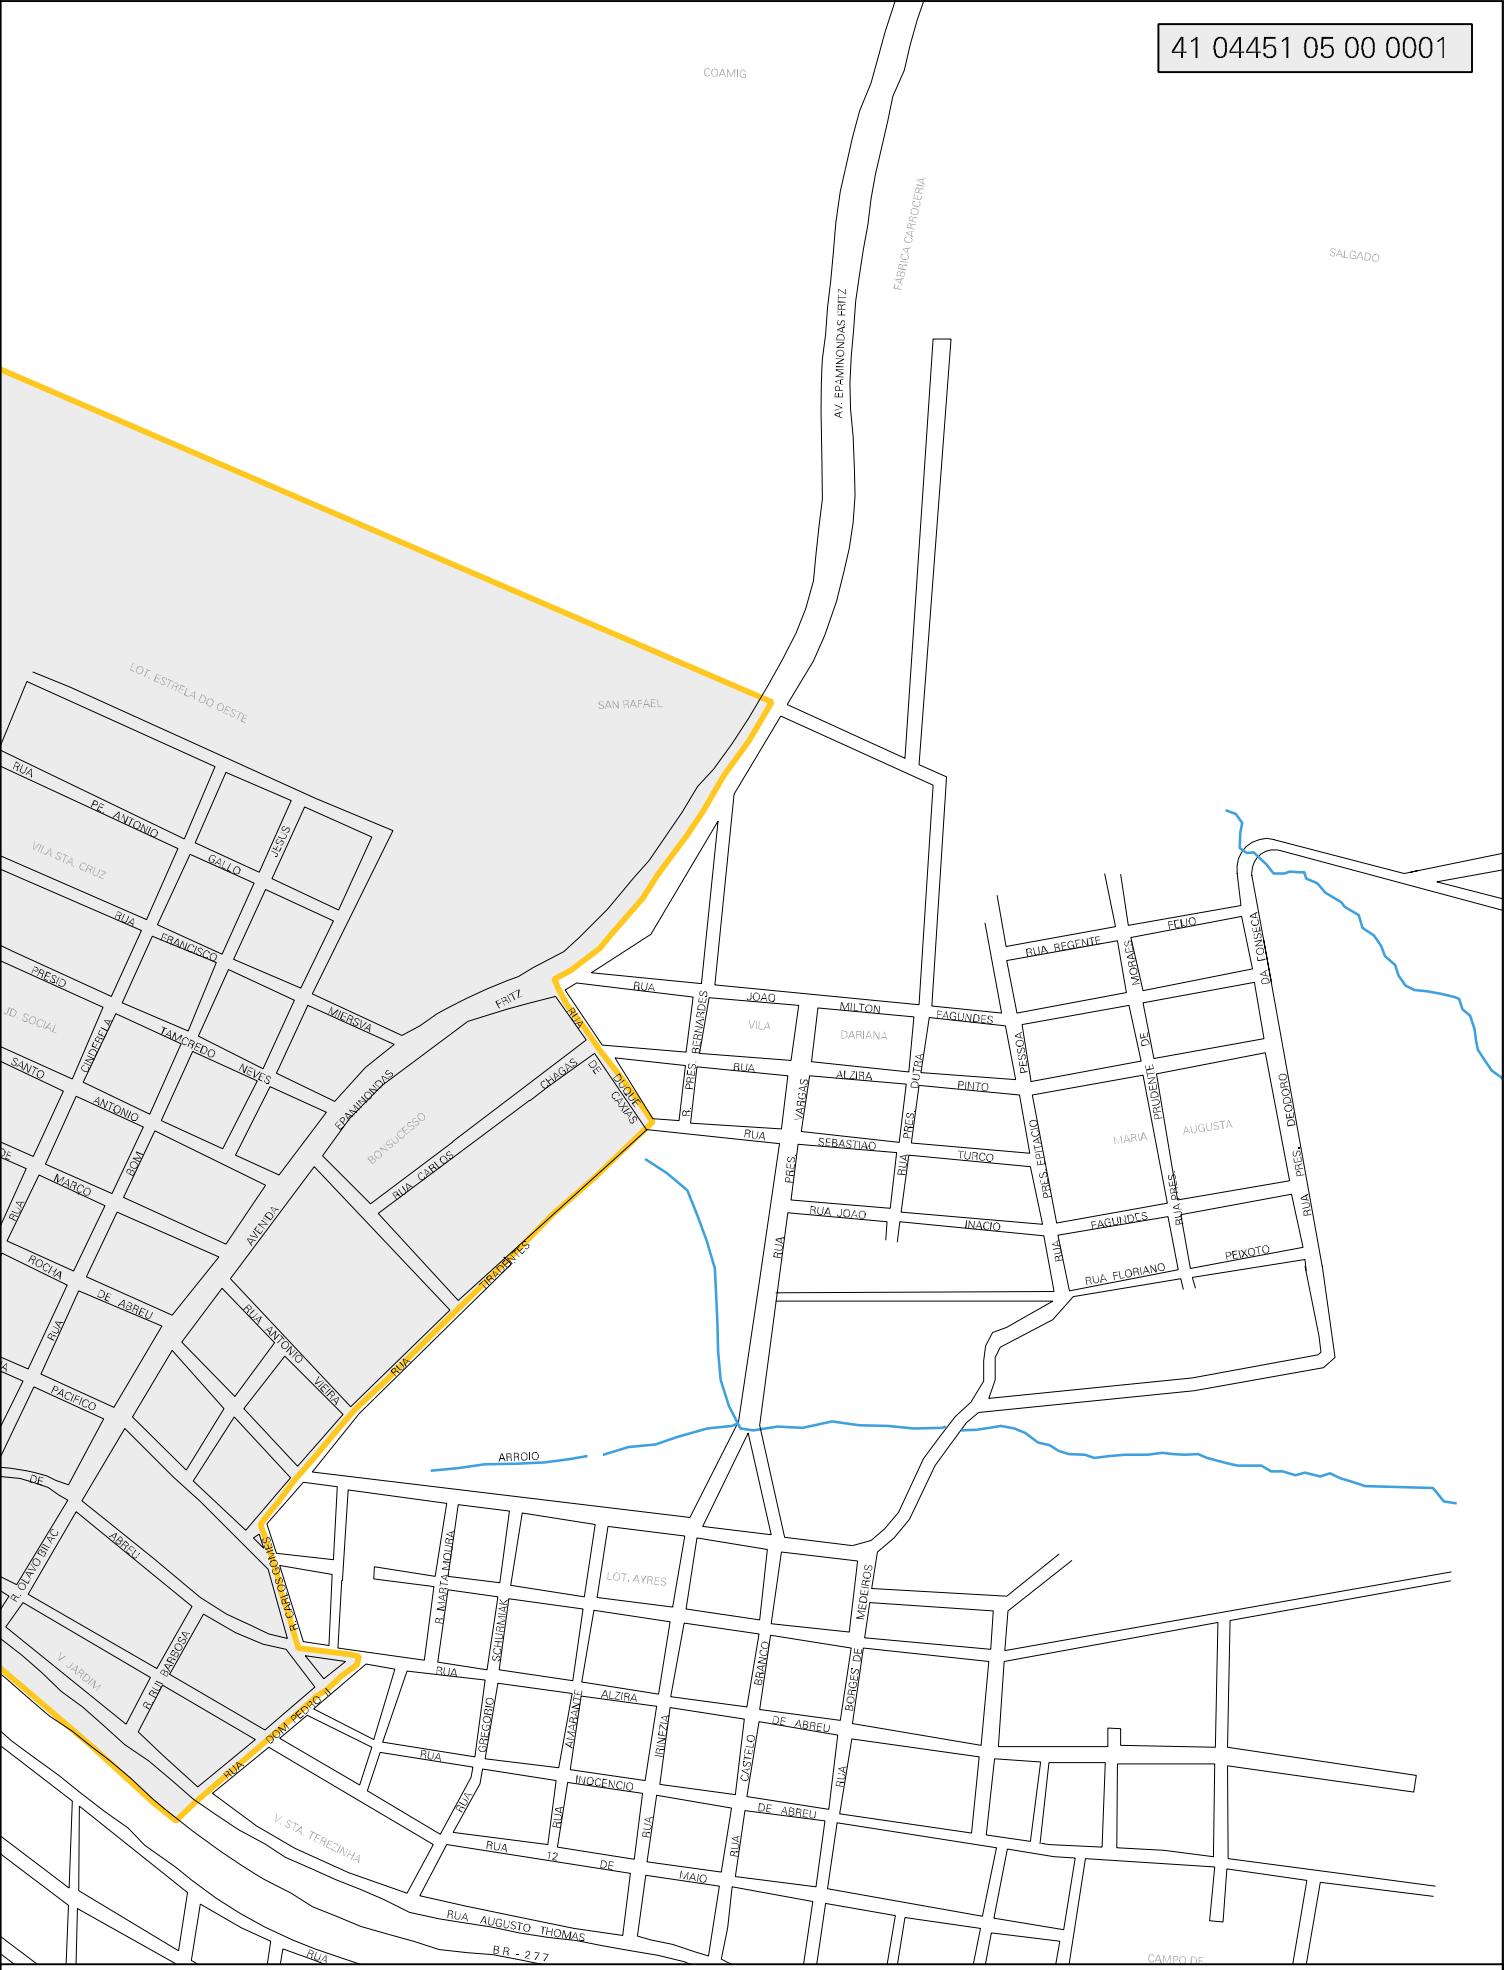 41 04451 05 00 0001
COAMIG
FÁBRICA CARROCERIA
SALGADO
AV. EPAMINONDAS FRITZ
LOT. ESTRELA DO OESTE
SAN RAFAEL
RUA PE. ANTONIO GALLO
JESUS
VILA STA. CRUZ
RUA FRANCISCO MIERSVA
FRITZ
PRESID TAMCREDO NEVES
JD. SOCIAL
CINDERELA
SANTO ANTONIO
EPAMINONDAS
AVENIDA
BONSUCESSO
RUA CARLOS CHAGAS
RUA DUQUE DE CAXIAS
BOM
DE
MARCO
RUA
ROCHA
DE ABREU
RUA
RUA ANTONIO VIEIRA
RUA TIRADENTES
PACIFICO
DE ABREU
R. OLAVO BILAC
R. CARLOS GOMES
R. RUI BARBOSA
V. JARDIM
RUA DOM PEDRO II
RUA JOAO MILTON FAGUNDES
R. PRES. BERNARDES
VILA DARIANA
RUA ALZIRA PINTO
RUA PRES. VARGAS
RUA PRES. DUTRA
RUA SEBASTIAO TURCO
RUA JOAO INACIO FAGUNDES
RUA PRES. EPITACIO PESSOA
RUA REGENTE FEIJO
RUA PRES. PRUDENTE DE MORAES
RUA PRES. DEODORO DA FONSECA
MARIA AUGUSTA
RUA FLORIANO PEIXOTO
ARROIO
LOT. AYRES
R. MARTA MOURA
RUA GREGORIO SCHURMIAK
RUA AMARANTE
RUA IRINEZIA
RUA CASTELO BRANCO
RUA BORGES DE MEDEIROS
RUA ALZIRA DE ABREU
RUA INOCENCIO DE ABREU
RUA 12 DE MAIO
V. STA. TEREZINHA
RUA AUGUSTO THOMAS
BR - 277
RUA
CAMPO DE